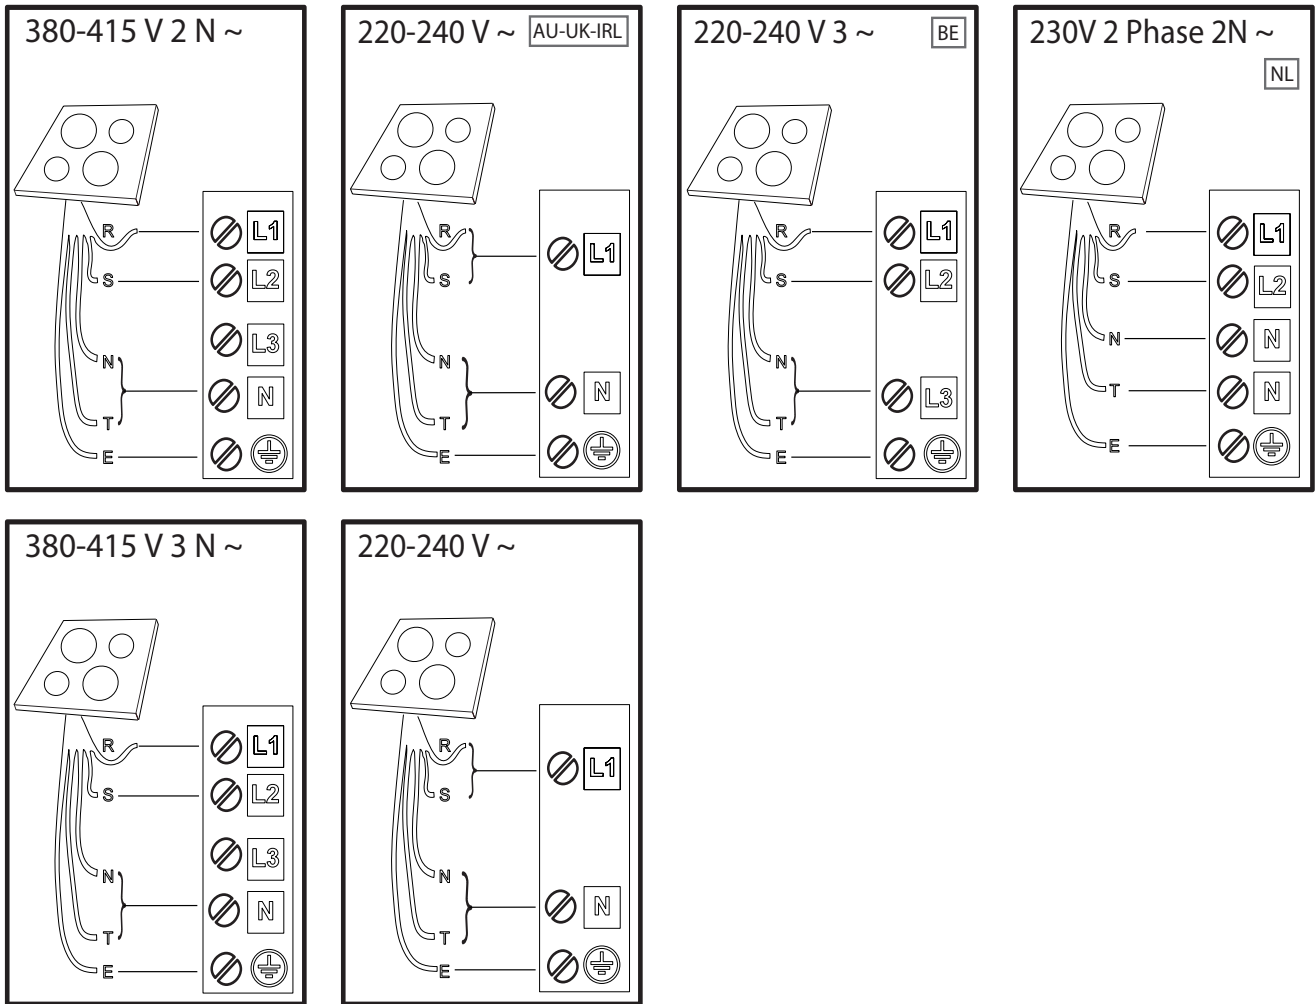 380-415 V 2 N ~
R L1
S L2
L3
N
N
T
E
220-240 V ~ AU-UK-IRL
R
L1
S
N
N
T
E
220-240 V 3 ~ BE
R L1
S L2
N
L3
T
E
230V 2 Phase 2N ~
NL
R L1
S L2
N N
T N
E
380-415 V 3 N ~
R L1
S L2
L3
N
N
T
E
220-240 V ~
R
L1
S
N
N
T
E